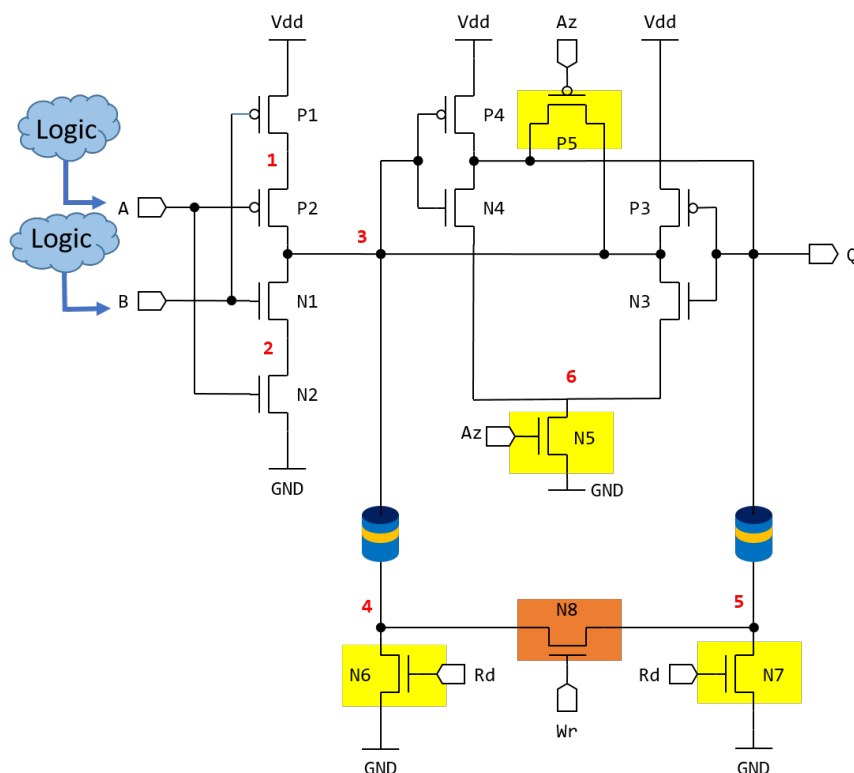 Vdd
Vdd
Az
Vdd
P1
P4
P5
Logic
1
A
P2
N4
P3
3
Logic
Q
B
N1
N3
2
6
N2
Az
N5
GND
GND
4
N8
5
N6
Rd
Rd
N7
Wr
GND
GND